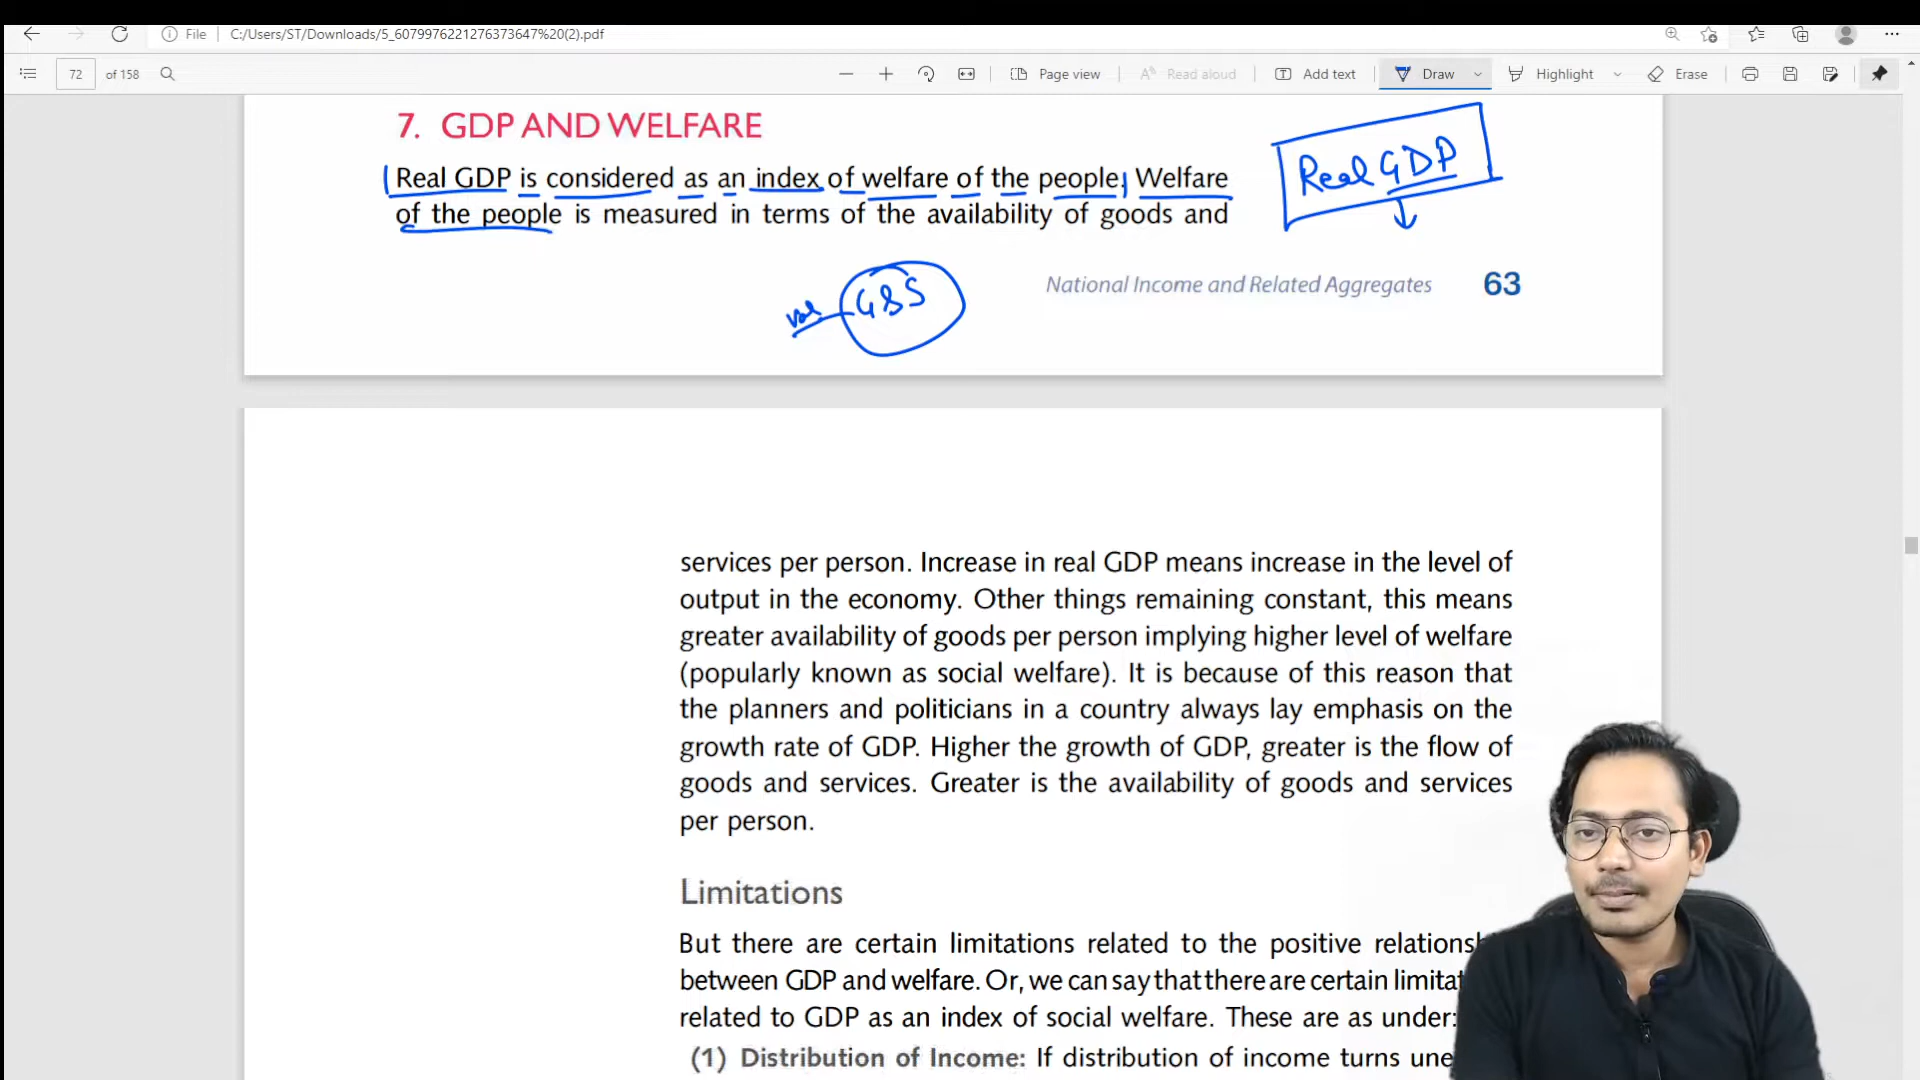 File C:/Users/ST/Downloads/5_6079976221276373647%20(2).pdf
72 of 158 Page view Read aloud Add text Draw Highlight Erase
7. GDP AND WELFARE
Real GDP is considered as an index of welfare of the people. Welfare
of the people is measured in terms of the availability of goods and
Real GDP
G&S
National Income and Related Aggregates 63
services per person. Increase in real GDP means increase in the level of
output in the economy. Other things remaining constant, this means
greater availability of goods per person implying higher level of welfare
(popularly known as social welfare). It is because of this reason that
the planners and politicians in a country always lay emphasis on the
growth rate of GDP. Higher the growth of GDP, greater is the flow of
goods and services. Greater is the availability of goods and services
per person.
Limitations
But there are certain limitations related to the positive relations
between GDP and welfare. Or, we can say that there are certain limitat
related to GDP as an index of social welfare. These are as under:
(1) Distribution of Income: If distribution of income turns une